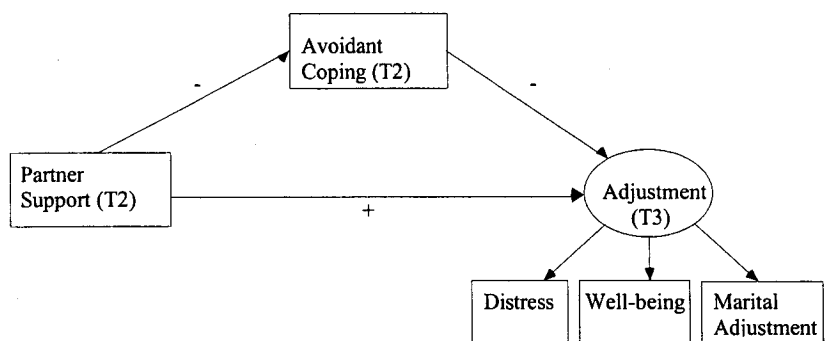 Avoidant
Coping (T2)
-
-
Partner
Support (T2)
+
Adjustment
(T3)
Distress
Well-being
Marital
Adjustment